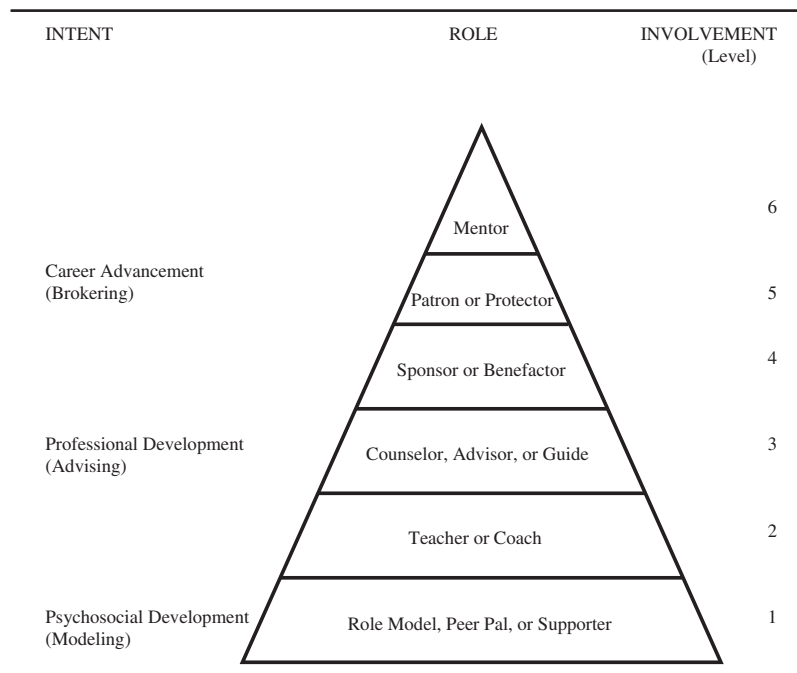 INTENT ROLE INVOLVEMENT
(Level)
Mentor 6
Career Advancement
(Brokering)
Patron or Protector 5
Sponsor or Benefactor 4
Professional Development
(Advising)
Counselor, Advisor, or Guide 3
Teacher or Coach 2
Psychosocial Development
(Modeling)
Role Model, Peer Pal, or Supporter 1